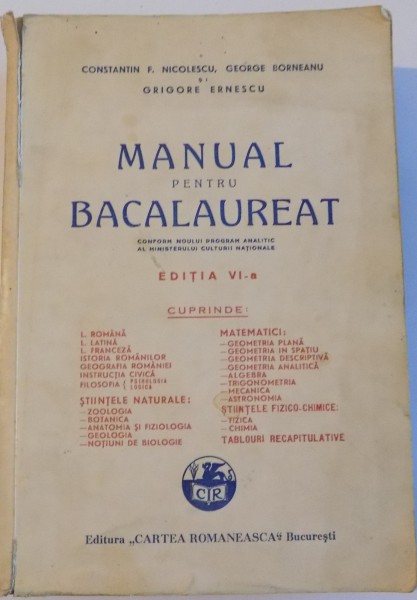 CONSTANTIN F. NICOLESCU, GEORGE BORNEANU
ȘI
GRIGORE ERNESCU
MANUAL
PENTRU
BACALAUREAT
CONFORM NOULUI PROGRAM ANALITIC
AL MINISTERULUI CULTURII NAȚIONALE
EDIȚIA VI-a
CUPRINDE:
L. ROMÂNĂ
L. LATINĂ
L. FRANCEZĂ
ISTORIA ROMÂNILOR
GEOGRAFIA ROMÂNIEI
INSTRUCȚIA CIVICĂ
FILOSOFIA { PSIHOLOGIA
LOGICA
ȘTIINȚELE NATURALE:
—ZOOLOGIA
—BOTANICA
—ANATOMIA ȘI FIZIOLOGIA
—GEOLOGIA
—NOȚIUNI DE BIOLOGIE
MATEMATICI:
—GEOMETRIA PLANĂ
—GEOMETRIA IN SPAȚIU
—GEOMETRIA DESCRIPTIVĂ
—GEOMETRIA ANALITICĂ
—ALGEBRA
—TRIGONOMETRIA
—MECANICA
—ASTRONOMIA
ȘTIINȚELE FIZICO-CHIMICE:
—FIZICA
—CHIMIA
TABLOURI RECAPITULATIVE
CR
Editura „CARTEA ROMANEASCA“ București